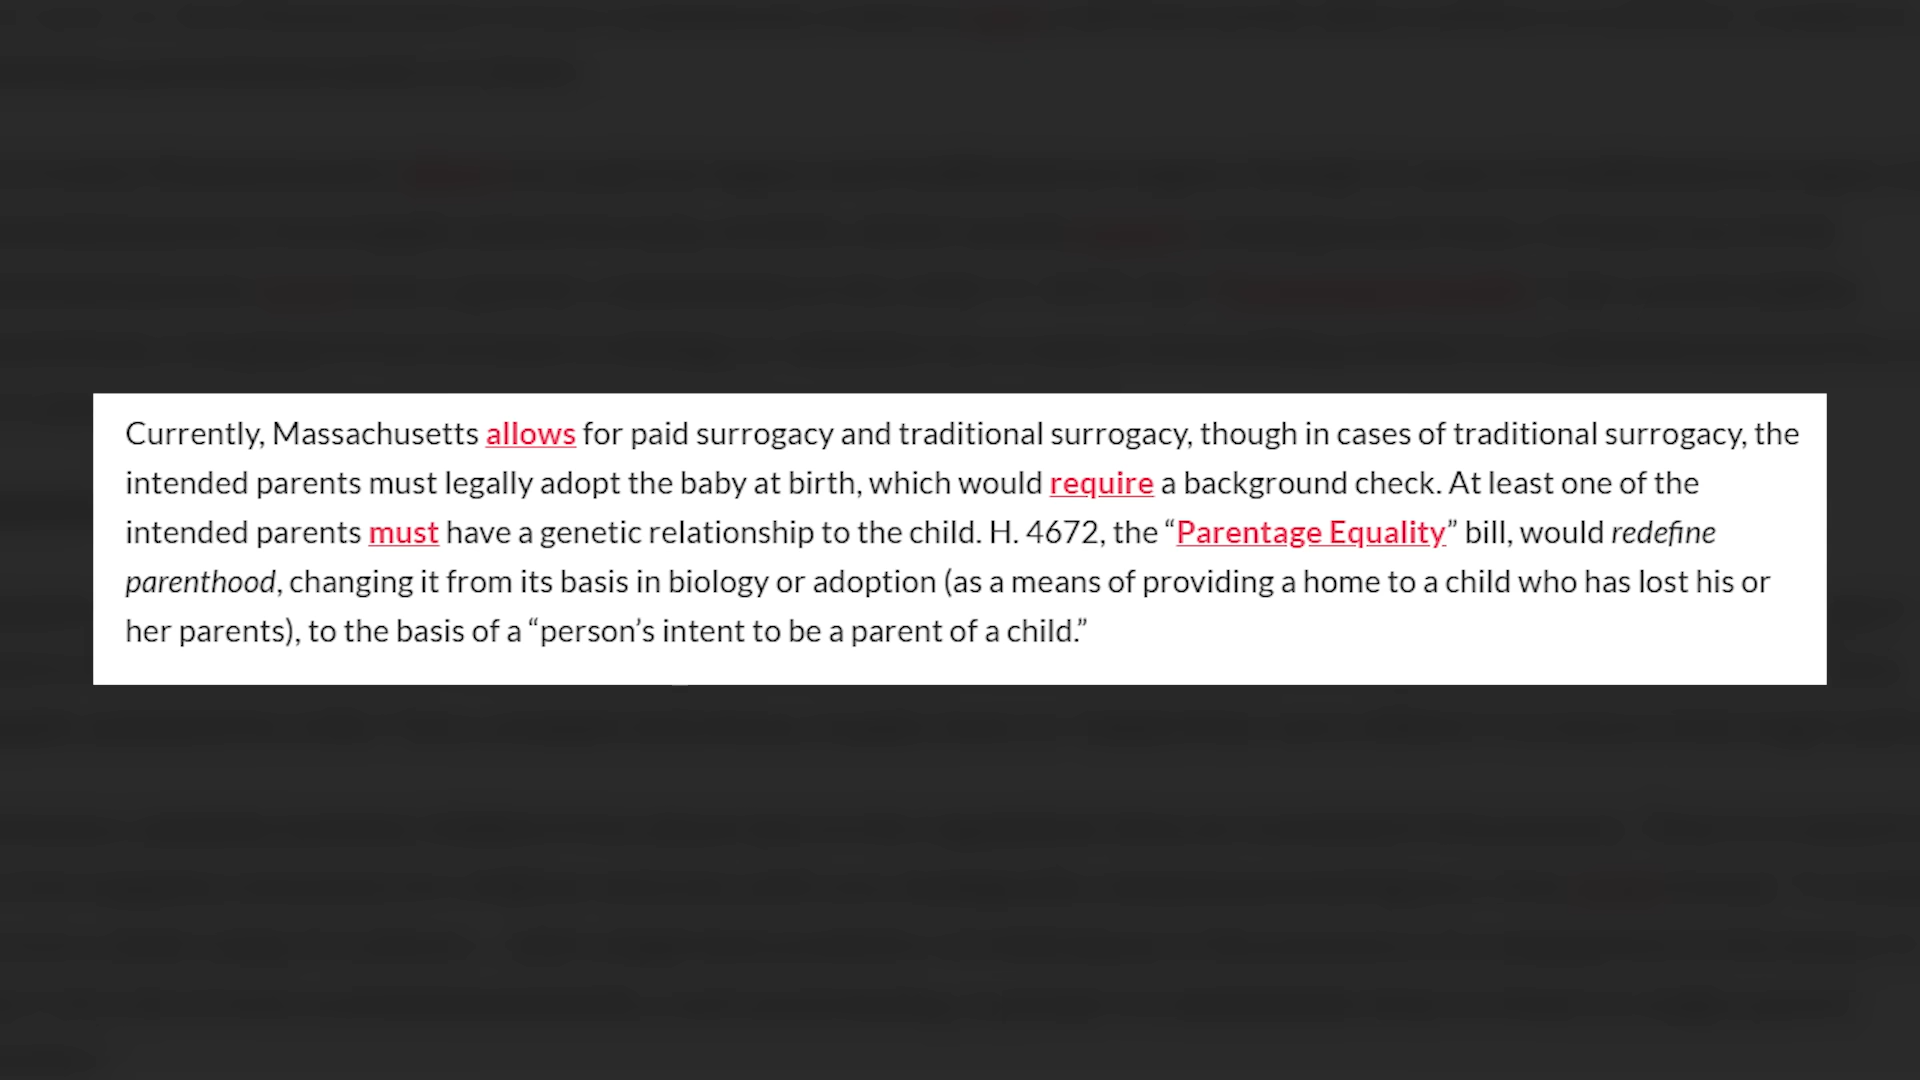 Currently, Massachusetts allows for paid surrogacy and traditional surrogacy, though in cases of traditional surrogacy, the
intended parents must legally adopt the baby at birth, which would require a background check. At least one of the
intended parents must have a genetic relationship to the child. H. 4672, the “Parentage Equality” bill, would redefine
parenthood, changing it from its basis in biology or adoption (as a means of providing a home to a child who has lost his or
her parents), to the basis of a “person’s intent to be a parent of a child.”